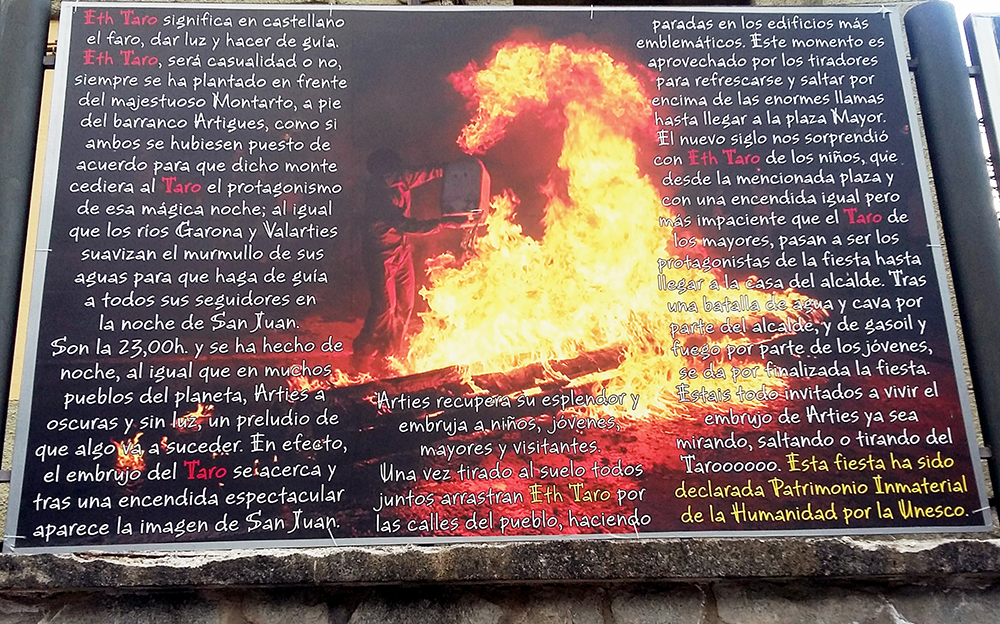 Eth Taro significa en castellano
el faro, dar luz y hacer de guía.
Eth Taro, será casualidad o no,
siempre se ha plantado en frente
del majestuoso Montarto, a pie
del barranco Artigues, como si
ambos se hubiesen puesto de
acuerdo para que dicho monte
cediera al Taro el protagonismo
de esa mágica noche; al igual
que los ríos Garona y Valarties
suavizan el murmullo de sus
aguas para que haga de guía
a todos sus seguidores en
la noche de San Juan.
Son la 23,00h. y se ha hecho de
noche, al igual que en muchos
pueblos del planeta, Arties a
oscuras y sin luz, un preludio de
que algo va a suceder. En efecto,
el embrujo del Taro se acerca y
tras una encendida espectacular
aparece la imagen de San Juan.
Arties recupera su esplendor y
embruja a niños, jóvenes,
mayores y visitantes.
Una vez tirado al suelo todos
juntos arrastran Eth Taro por
las calles del pueblo, haciendo
paradas en los edificios más
emblemáticos. Este momento es
aprovechado por los tiradores
para refrescarse y saltar por
encima de las enormes llamas
hasta llegar a la plaza Mayor.
El nuevo siglo nos sorprendió
con Eth Taro de los niños, que
desde la mencionada plaza y
con una encendida igual pero
más impaciente que el Taro de
los mayores, pasan a ser los
protagonistas de la fiesta hasta
llegar a la casa del alcalde. Tras
una batalla de agua y cava por
parte del alcalde, y de gasoil y
fuego por parte de los jóvenes,
se da por finalizada la fiesta.
Estais todo invitados a vivir el
embrujo de Arties ya sea
mirando, saltando o tirando del
Taroooooo. Esta fiesta ha sido
declarada Patrimonio Inmaterial
de la Humanidad por la Unesco.